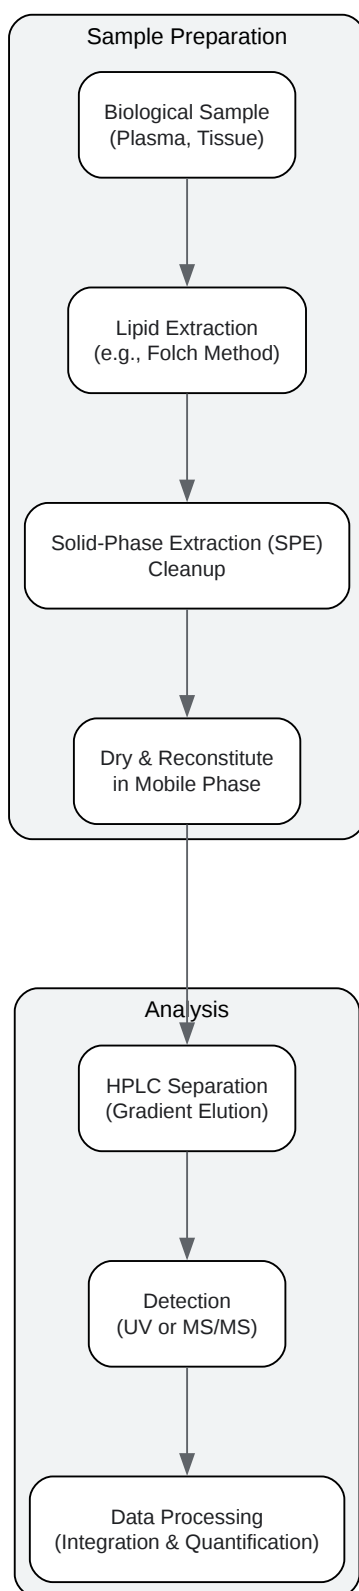 Sample Preparation
Biological Sample
(Plasma, Tissue)
Lipid Extraction
(e.g., Folch Method)
Solid-Phase Extraction (SPE)
Cleanup
Dry & Reconstitute
in Mobile Phase
Analysis
HPLC Separation
(Gradient Elution)
Detection
(UV or MS/MS)
Data Processing
(Integration & Quantification)